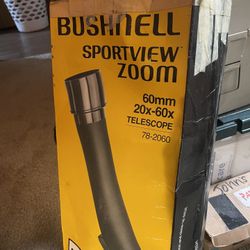 BUSHNELL
SPORTVIEW
ZOOM
60mm
20x-60x
TELESCOPE
78-2060